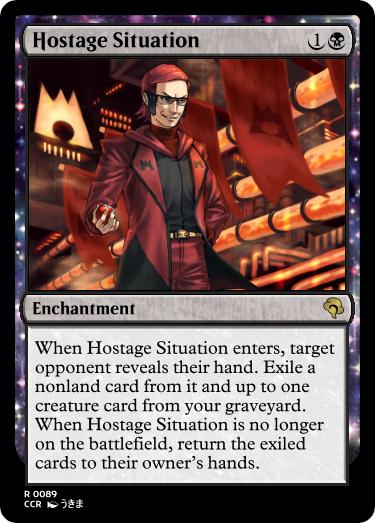 Hostage Situation 1
Enchantment
When Hostage Situation enters, target
opponent reveals their hand. Exile a
nonland card from it and up to one
creature card from your graveyard.
When Hostage Situation is no longer
on the battlefield, return the exiled
cards to their owner's hands.
R 0089
CCR うきま